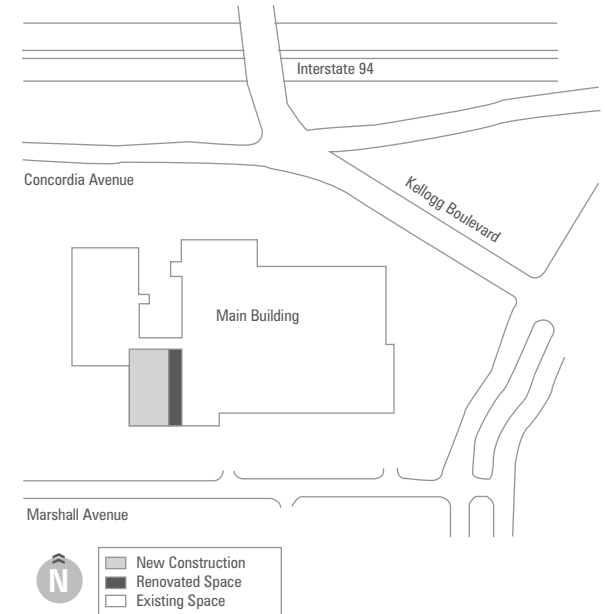 Interstate 94
Concordia Avenue
Kellogg Boulevard
Main Building
Marshall Avenue
N
New Construction
Renovated Space
Existing Space